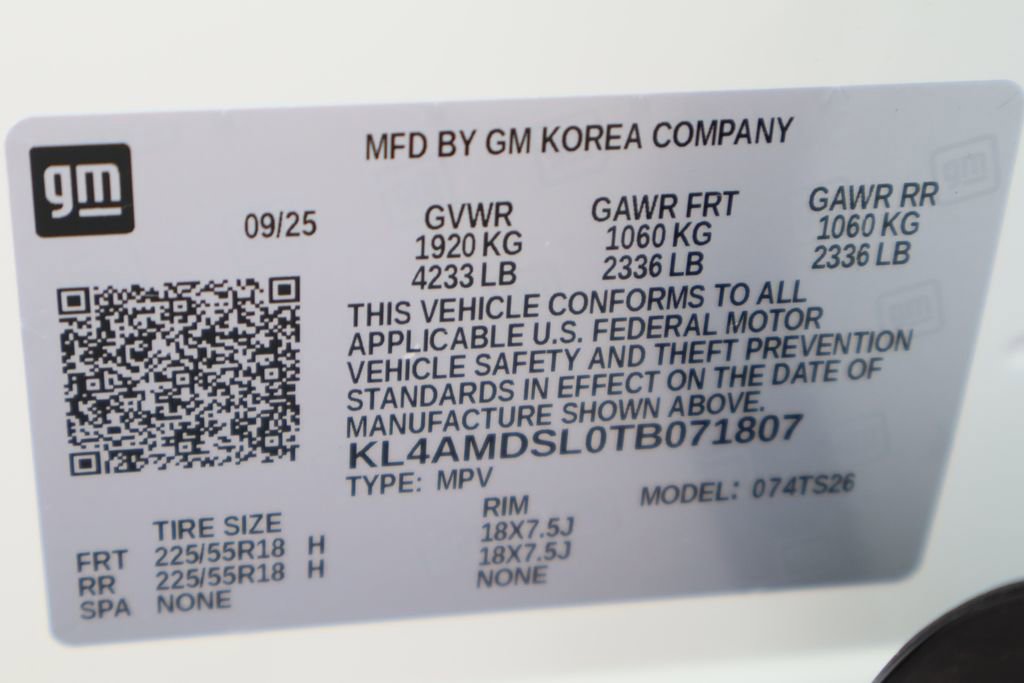 gm
MFD BY GM KOREA COMPANY
09/25
GVWR
1920 KG
4233 LB
GAWR FRT
1060 KG
2336 LB
GAWR RR
1060 KG
2336 LB
THIS VEHICLE CONFORMS TO ALL
APPLICABLE U.S. FEDERAL MOTOR
VEHICLE SAFETY AND THEFT PREVENTION
STANDARDS IN EFFECT ON THE DATE OF
MANUFACTURE SHOWN ABOVE.
KL4AMDSL0TB071807
TYPE: MPV
MODEL: 074TS26
TIRE SIZE
RIM
FRT 225/55R18 H 18X7.5J
RR 225/55R18 H 18X7.5J
SPA NONE NONE